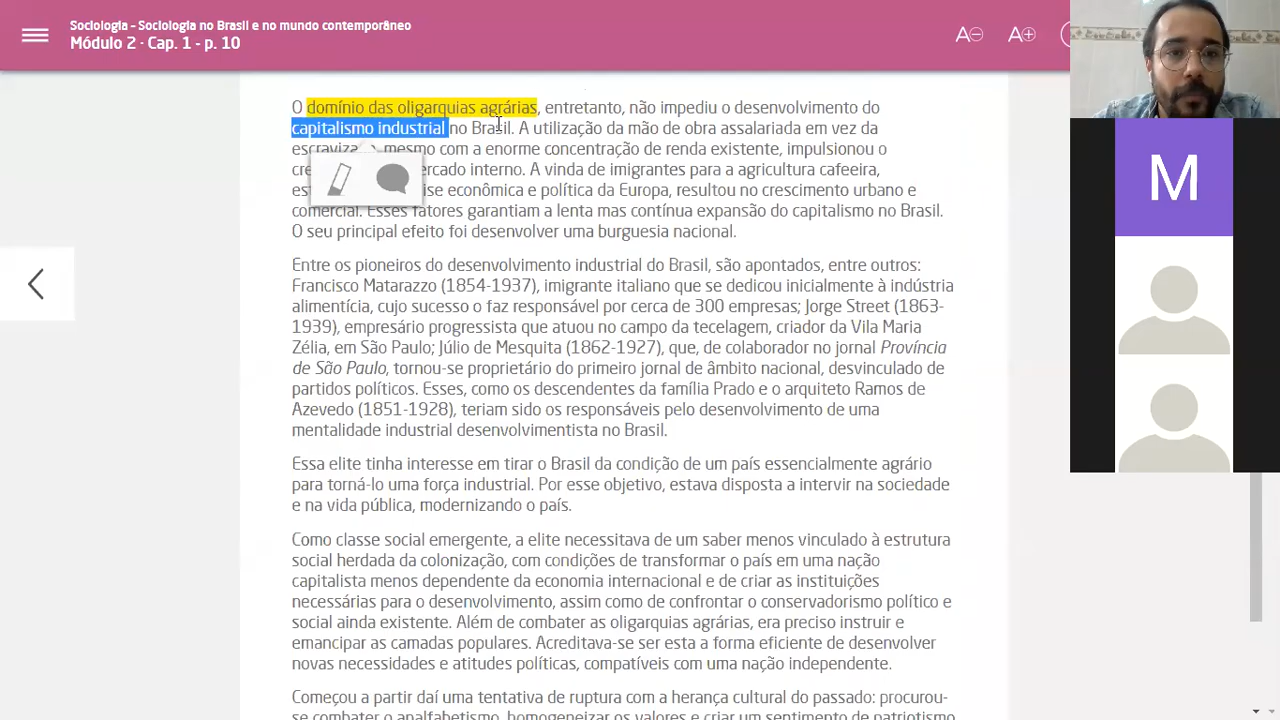 Sociologia – Sociologia no Brasil e no mundo contemporâneo
Módulo 2 - Cap. 1 - p. 10
A A+
O domínio das oligarquias agrárias, entretanto, não impediu o desenvolvimento do
capitalismo industrial no Brasil. A utilização da mão de obra assalariada em vez da
mesmo com a enorme concentração de renda existente, impulsionou o
mercado interno. A vinda de imigrantes para a agricultura cafeeira,
econômica e política da Europa, resultou no crescimento urbano e
comercial. Esses fatores garantiam a lenta mas contínua expansão do capitalismo no Brasil.
O seu principal efeito foi desenvolver uma burguesia nacional.
Entre os pioneiros do desenvolvimento industrial do Brasil, são apontados, entre outros:
Francisco Matarazzo (1854-1937), imigrante italiano que se dedicou inicialmente à indústria
alimentícia, cujo sucesso o faz responsável por cerca de 300 empresas; Jorge Street (1863-
1939), empresário progressista que atuou no campo da tecelagem, criador da Vila Maria
Zélia, em São Paulo; Júlio de Mesquita (1862-1927), que, de colaborador no jornal Província
de São Paulo, tornou-se proprietário do primeiro jornal de âmbito nacional, desvinculado de
partidos políticos. Esses, como os descendentes da família Prado e o arquiteto Ramos de
Azevedo (1851-1928), teriam sido os responsáveis pelo desenvolvimento de uma
mentalidade industrial desenvolvimentista no Brasil.
Essa elite tinha interesse em tirar o Brasil da condição de um país essencialmente agrário
para torná-lo uma força industrial. Por esse objetivo, estava disposta a intervir na sociedade
e na vida pública, modernizando o país.
Como classe social emergente, a elite necessitava de um saber menos vinculado à estrutura
social herdada da colonização, com condições de transformar o país em uma nação
capitalista menos dependente da economia internacional e de criar as instituições
necessárias para o desenvolvimento, assim como de confrontar o conservadorismo político e
social ainda existente. Além de combater as oligarquias agrárias, era preciso instruir e
emancipar as camadas populares. Acreditava-se ser esta a forma eficiente de desenvolver
novas necessidades e atitudes políticas, compatíveis com uma nação independente.
Começou a partir daí uma tentativa de ruptura com a herança cultural do passado: procurou-
se combater o analfabetismo, homogeneizar os valores e criar um sentimento de patriotismo
M